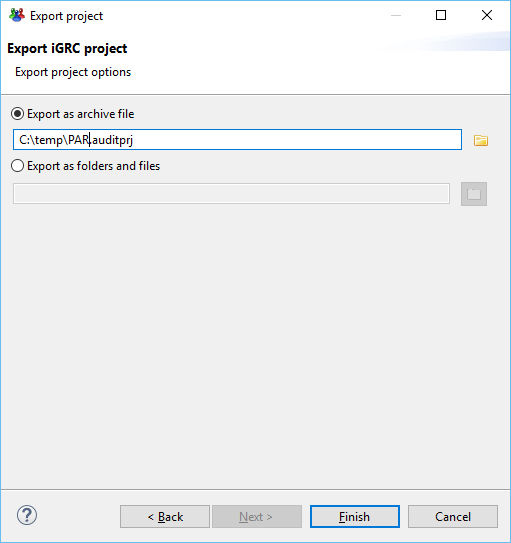 Export project
Export iGRC project
Export project options
Export as archive file
C:\temp\PAR.auditprj
Export as folders and files
?
< Back
Next >
Finish
Cancel